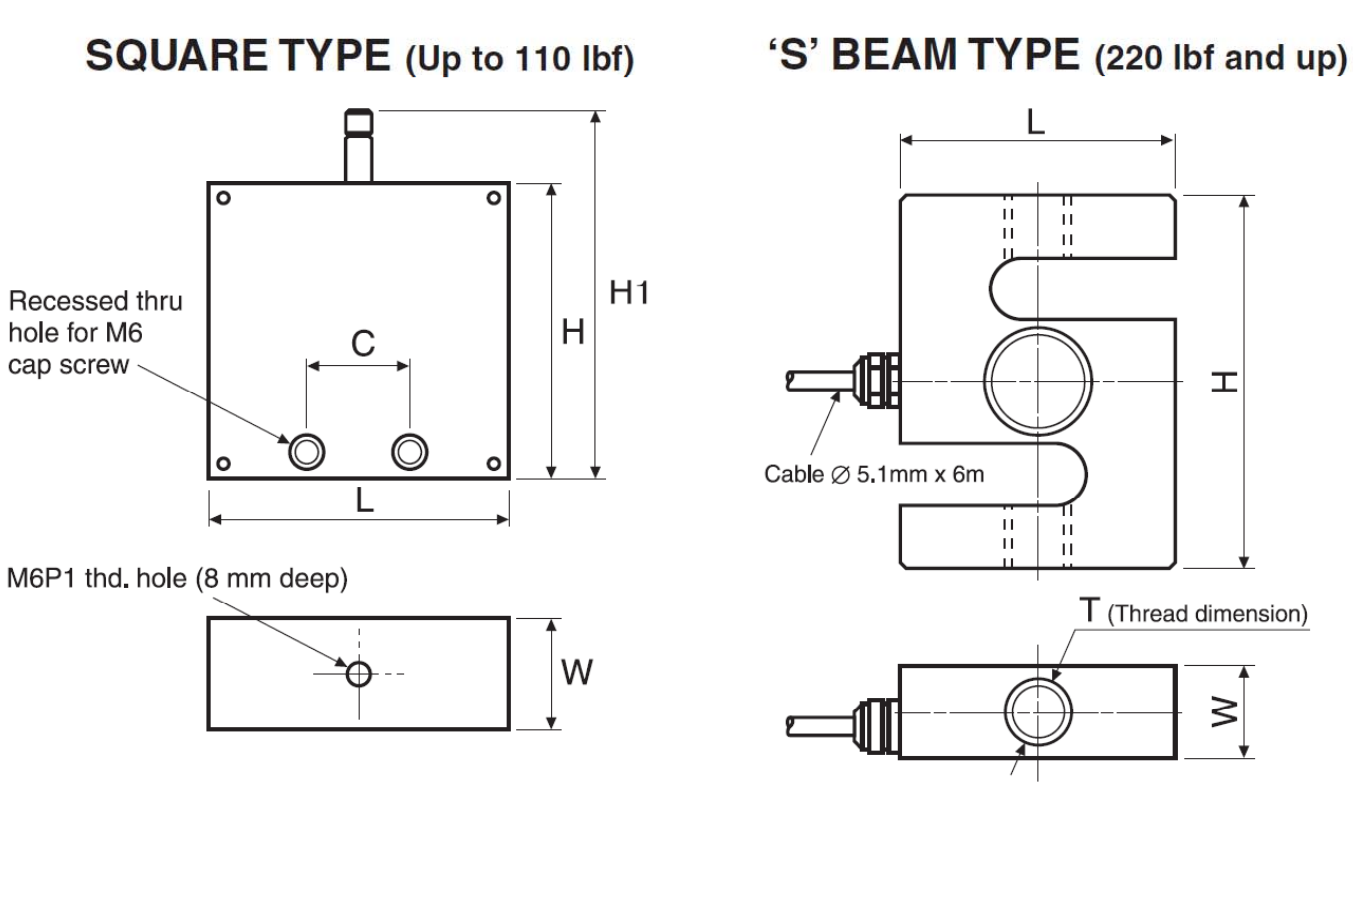 SQUARE TYPE (Up to 110 lbf)
H1
H
Recessed thru
hole for M6
cap screw
C
L
M6P1 thd. hole (8 mm deep)
W
‘S’ BEAM TYPE (220 lbf and up)
L
H
Cable ∅ 5.1mm x 6m
T (Thread dimension)
W